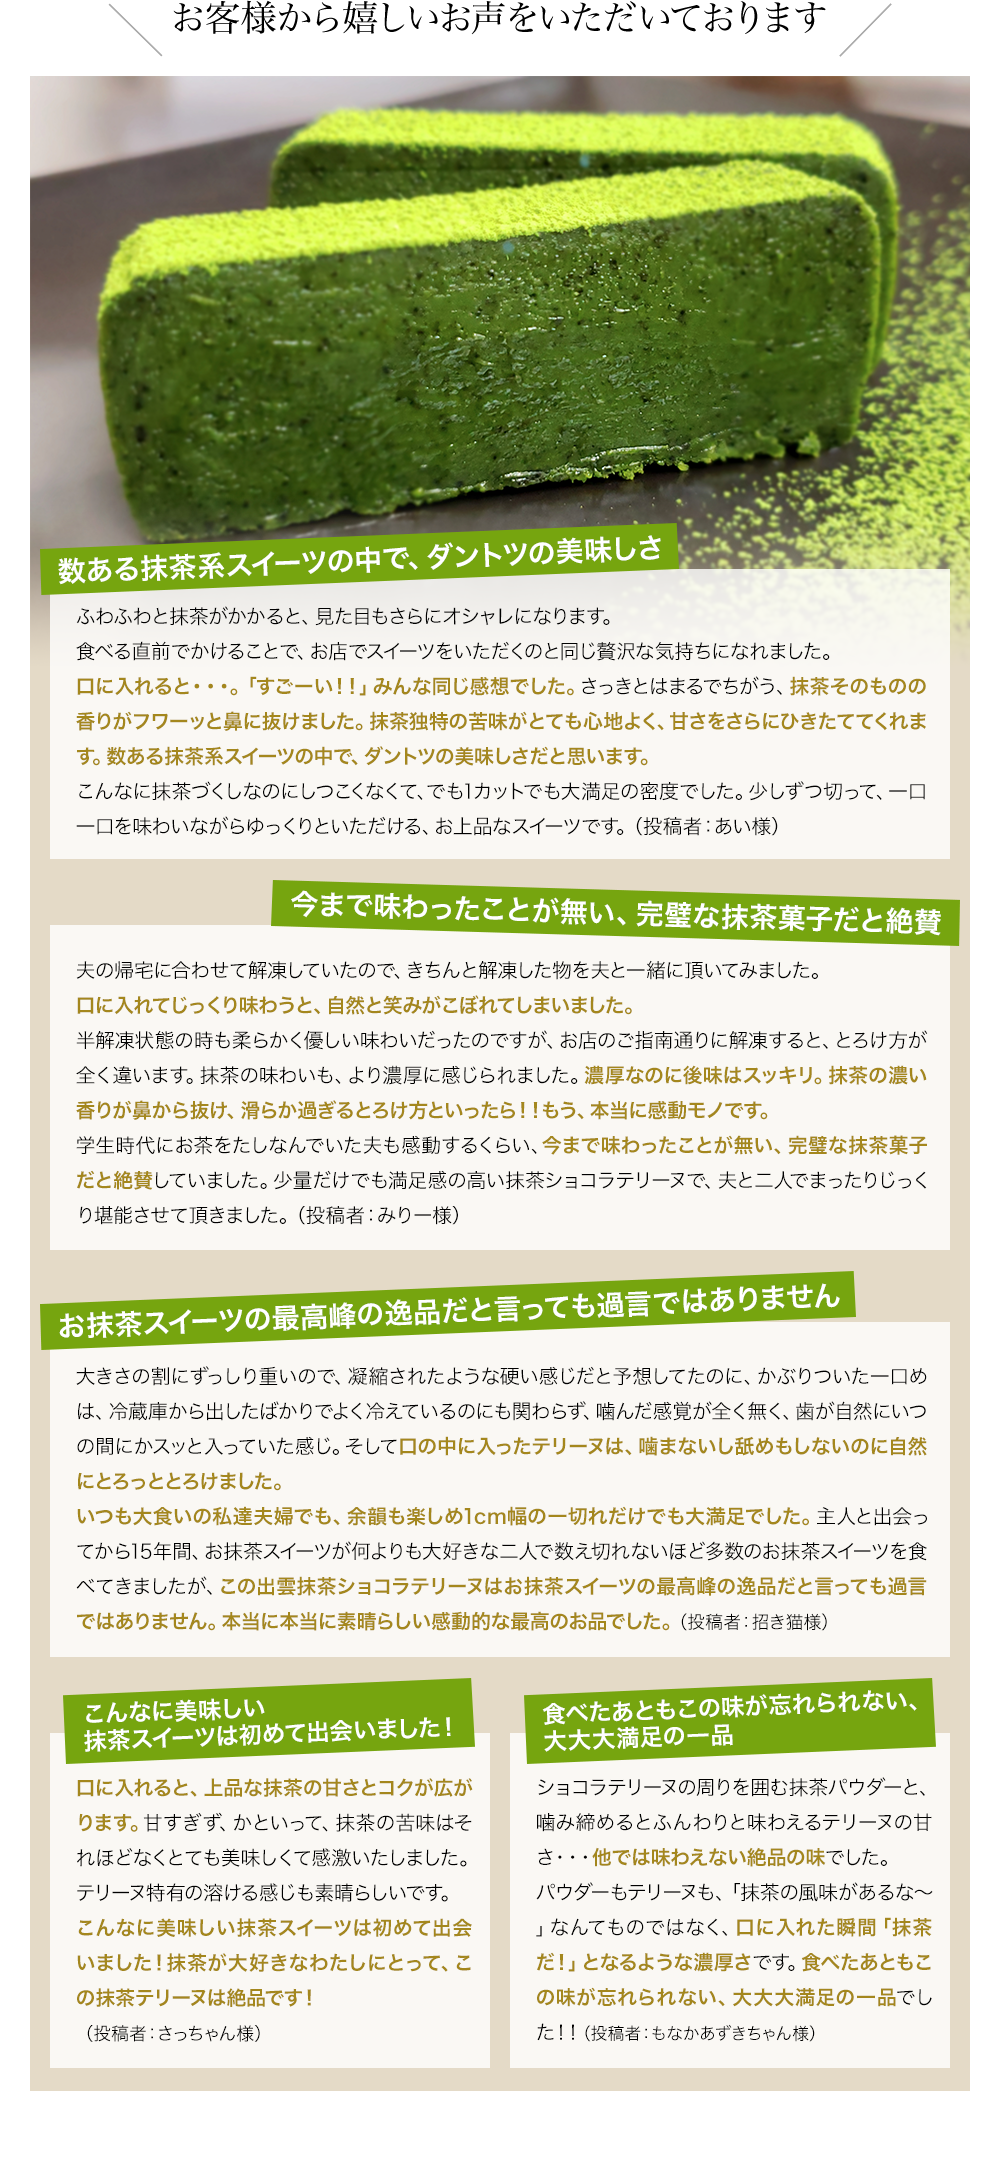 お客様から嬉しいお声をいただいております
数ある抹茶系スイーツの中で、ダントツの美味しさ
ふわふわと抹茶がかかると、見た目もさらにオシャレになります。
食べる直前でかけることで、お店でスイーツをいただくのと同じ贅沢な気持ちになれました。
口に入れると・・・。「すごーい！！」みんな同じ感想でした。さっきとはまるでちがう、抹茶そのものの
香りがフワーッと鼻に抜けました。抹茶独特の苦味がとても心地よく、甘さをさらにひきたててくれま
す。数ある抹茶系スイーツの中で、ダントツの美味しさだと思います。
こんなに抹茶づくしなのにしつこくなくて、でも1カットでも大満足の密度でした。少しずつ切って、一口
一口を味わいながらゆっくりといただける、お上品なスイーツです。（投稿者：あい様）
今まで味わったことが無い、完璧な抹茶菓子だと絶賛
夫の帰宅に合わせて解凍していたので、きちんと解凍した物を夫と一緒に頂いてみました。
口に入れてじっくり味わうと、自然と笑みがこぼれてしまいました。
半解凍状態の時も柔らかく優しい味わいだったのですが、お店のご指南通りに解凍すると、とろけ方が
全く違います。抹茶の味わいも、より濃厚に感じられました。濃厚なのに後味はスッキリ。抹茶の濃い
香りが鼻から抜け、滑らか過ぎるとろけ方といったら！！もう、本当に感動モノです。
学生時代にお茶をたしなんでいた夫も感動するくらい、今まで味わったことが無い、完璧な抹茶菓子
だと絶賛していました。少量だけでも満足感の高い抹茶ショコラテリーヌで、夫と二人でまったりじっく
り堪能させて頂きました。（投稿者：みりー様）
お抹茶スイーツの最高峰の逸品だと言っても過言ではありません
大きさの割にずっしり重いので、凝縮されたような硬い感じだと予想してたのに、かぶりついた一口め
は、冷蔵庫から出したばかりでよく冷えているのにも関わらず、噛んだ感覚が全く無く、歯が自然にいつ
の間にかスッと入っていた感じ。そして口の中に入ったテリーヌは、噛まないし舐めもしないのに自然
にとろっととろけました。
いつも大食いの私達夫婦でも、余韻も楽しめ1cm幅の一切れだけでも大満足でした。主人と出会っ
てから15年間、お抹茶スイーツが何よりも大好きな二人で数え切れないほど多数のお抹茶スイーツを食
べてきましたが、この出雲抹茶ショコラテリーヌはお抹茶スイーツの最高峰の逸品だと言っても過言
ではありません。本当に本当に素晴らしい感動的な最高のお品でした。（投稿者：招き猫様）
こんなに美味しい
抹茶スイーツは初めて出会いました！
口に入れると、上品な抹茶の甘さとコクが広が
ります。甘すぎず、かといって、抹茶の苦味はそ
れほどなくとても美味しくて感激いたしました。
テリーヌ特有の溶ける感じも素晴らしいです。
こんなに美味しい抹茶スイーツは初めて出会
いました！抹茶が大好きなわたしにとって、こ
の抹茶テリーヌは絶品です！
（投稿者：さっちゃん様）
食べたあともこの味が忘れられない、
大大大満足の一品
ショコラテリーヌの周りを囲む抹茶パウダーと、
噛み締めるとふんわりと味わえるテリーヌの甘
さ・・・他では味わえない絶品の味でした。
パウダーもテリーヌも、「抹茶の風味があるな～
」なんてものではなく、口に入れた瞬間「抹茶
だ！」となるような濃厚さです。食べたあともこ
の味が忘れられない、大大大満足の一品でし
た！！（投稿者：もなかあずきちゃん様）